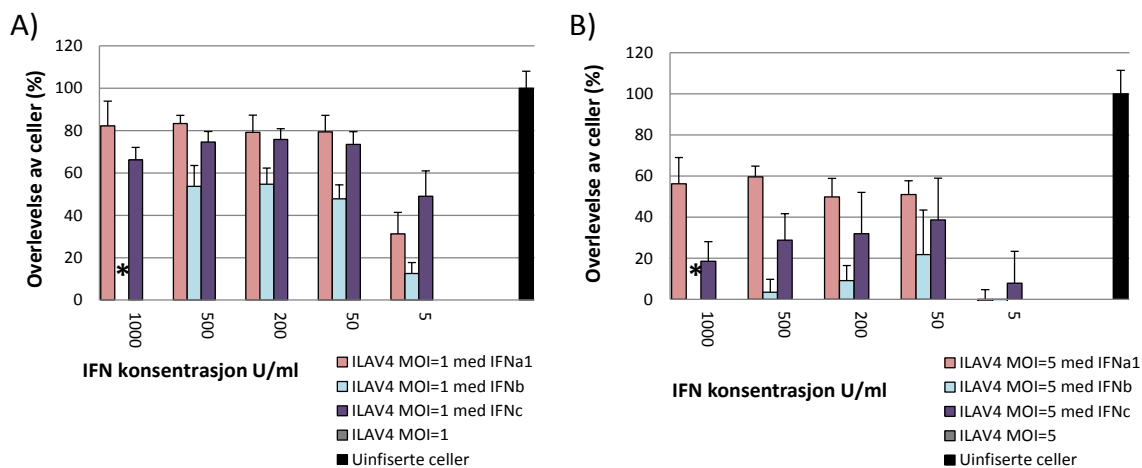 A)
Overlevelse av celler (%)
120
100
80
60
40
20
0
*
1000
500
200
50
5
IFN konsentrasjon U/ml
ILAV4 MOI=1 med IFNa1
ILAV4 MOI=1 med IFNb
ILAV4 MOI=1 med IFNc
ILAV4 MOI=1
Uinfiserte celler
B)
Overlevelse av celler (%)
120
100
80
60
40
20
0
*
1000
500
200
50
5
IFN konsentrasjon U/ml
ILAV4 MOI=5 med IFNa1
ILAV4 MOI=5 med IFNb
ILAV4 MOI=5 med IFNc
ILAV4 MOI=5
Uinfiserte celler